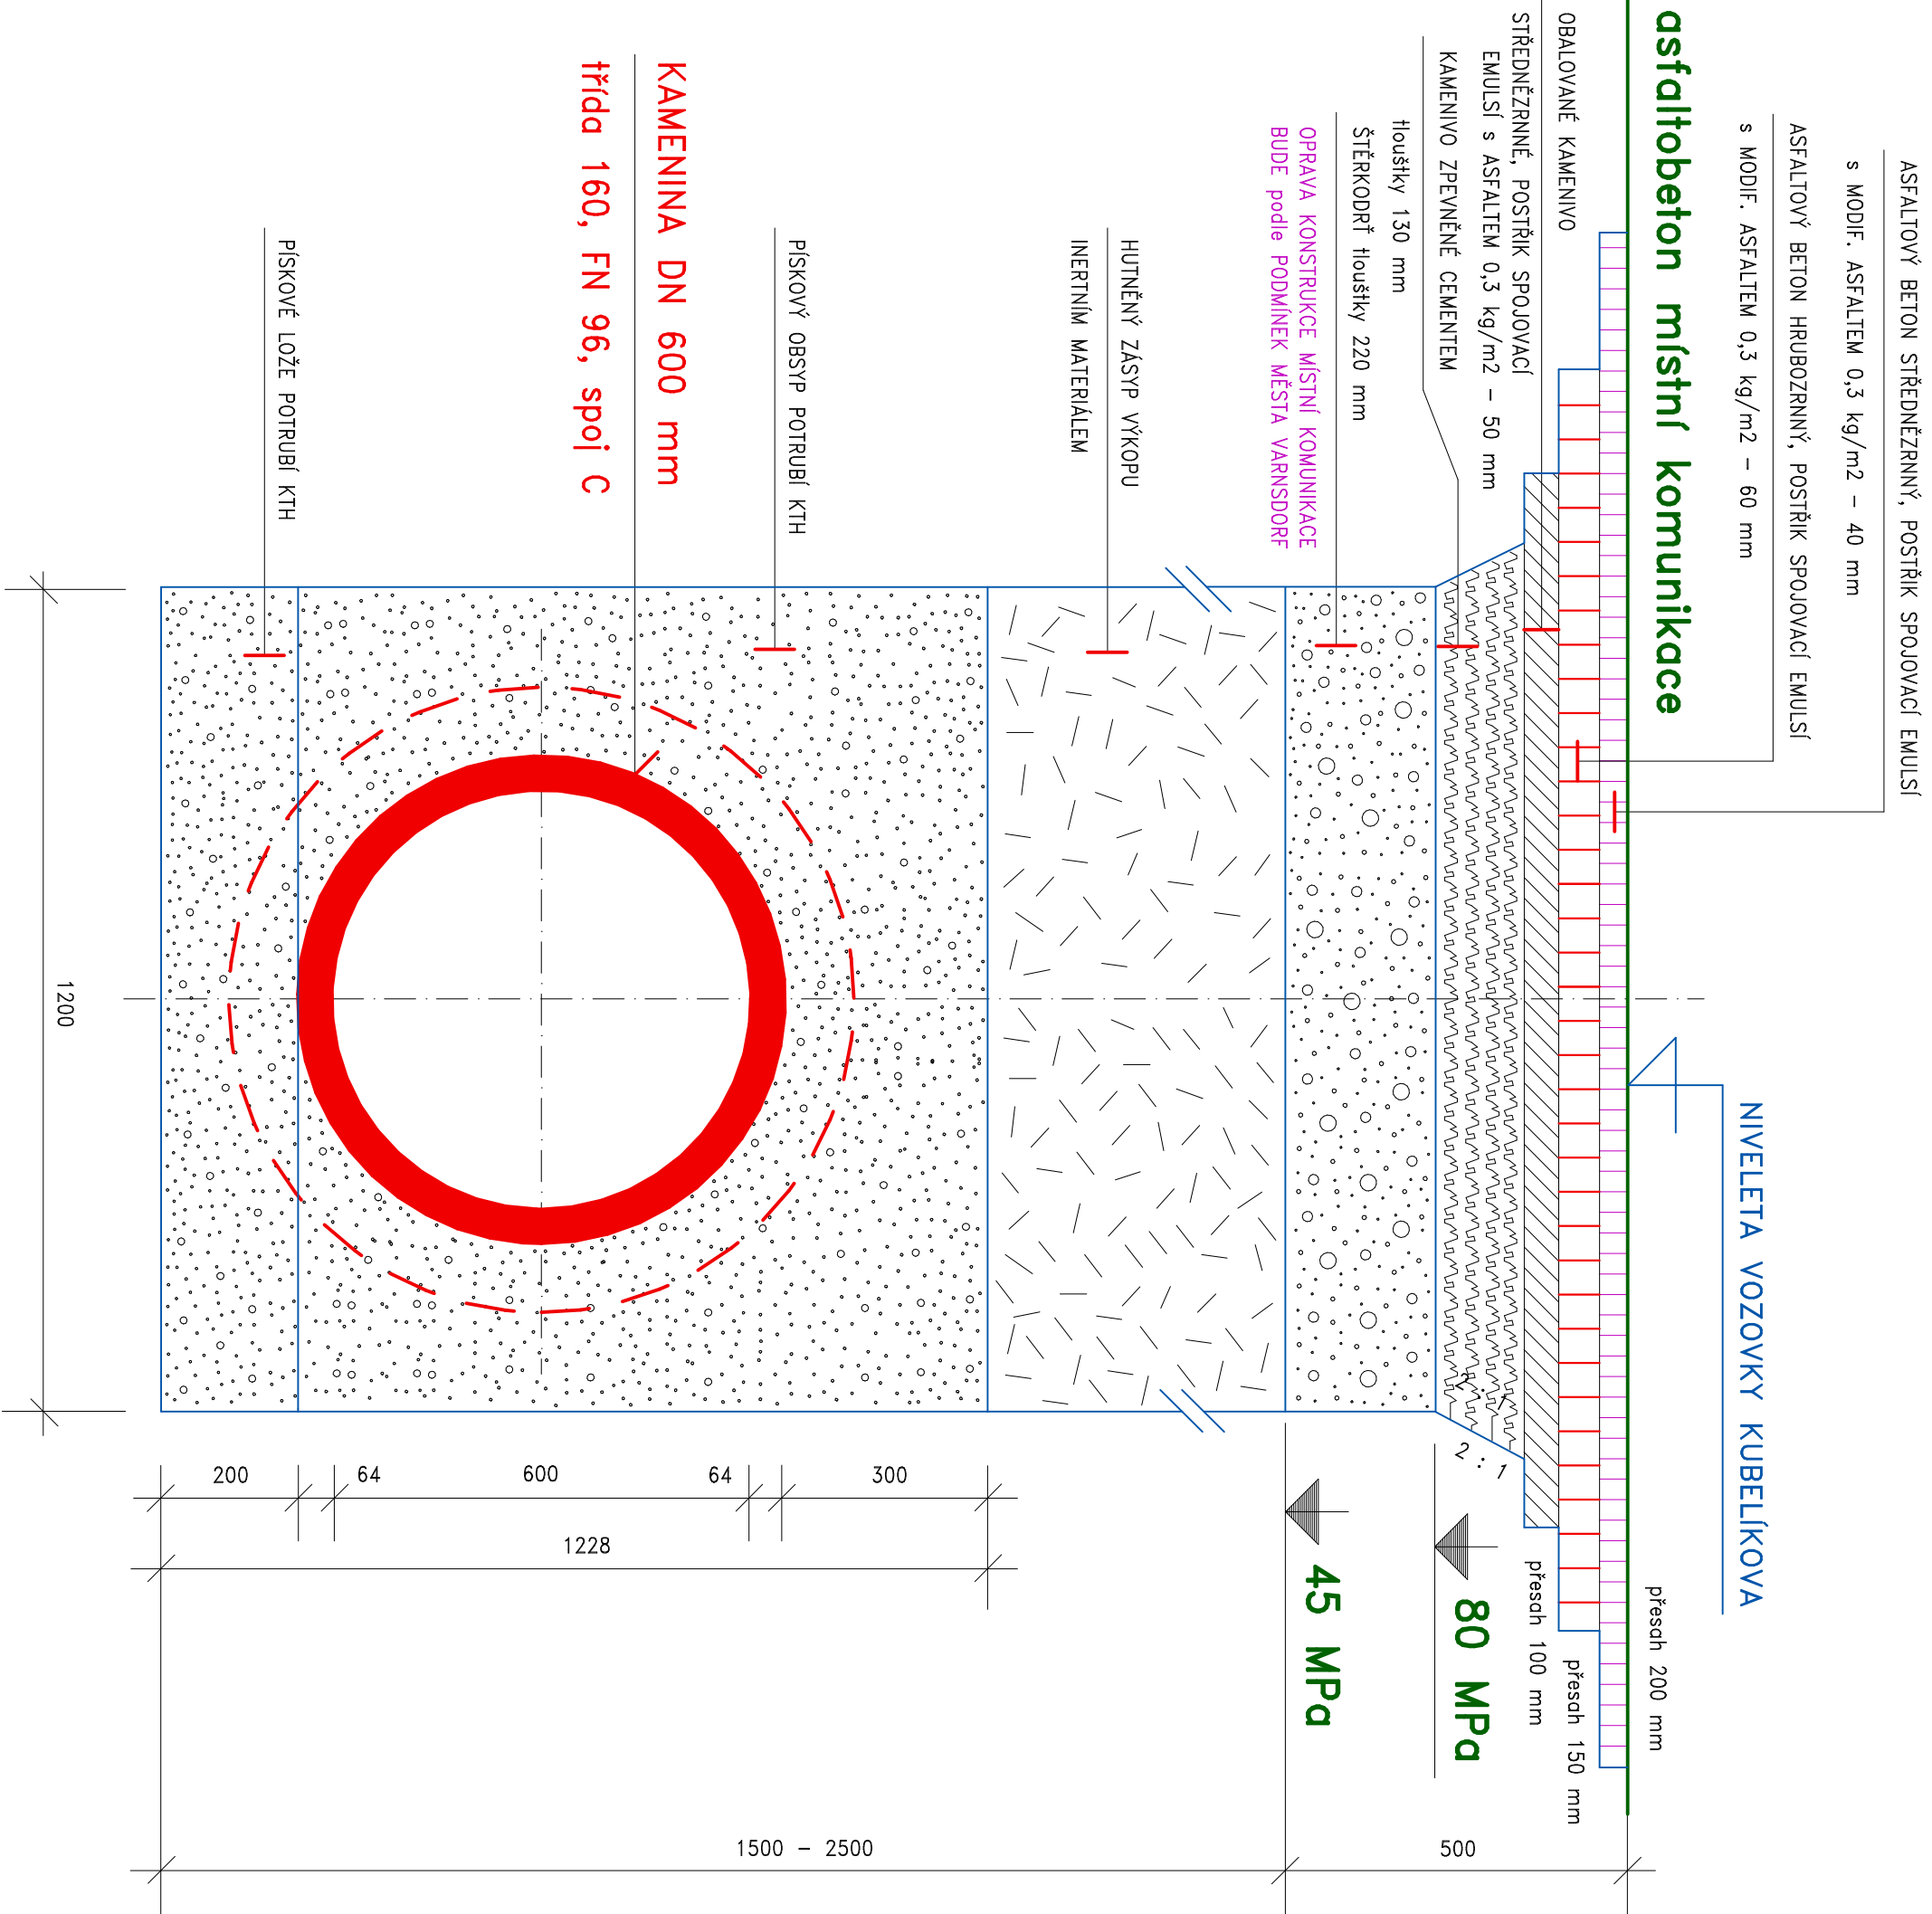 ASFALTOVÝ BETON STŘEDNĚZRNNÝ, POSTŘIK SPOJOVACÍ EMULSÍ
s MODIF. ASFALTEM 0,3 kg/m2 – 40 mm
ASFALTOVÝ BETON HRUBOZRNNÝ, POSTŘIK SPOJOVACÍ EMULSÍ
s MODIF. ASFALTEM 0,3 kg/m2 – 60 mm
asfaltobeton místní komunikace
NIVELETA VOZOVKY KUBELÍKOVA
přesah 200 mm
přesah 150 mm
přesah 100 mm
OBALOVANÉ KAMENIVO
STŘEDNĚZRNNÉ, POSTŘIK SPOJOVACÍ
EMULSÍ s ASFALTEM 0,3 kg/m2 – 50 mm
KAMENIVO ZPEVNĚNÉ CEMENTEM
tloušťky 130 mm
ŠTĚRKODRŤ tloušťky 220 mm
OPRAVA KONSTRUKCE MÍSTNÍ KOMUNIKACE
BUDE podle PODMÍNEK MĚSTA VARNSDORF
2 : 1
2 : 1
80 MPa
45 MPa
500
HUTNĚNÝ ZÁSYP VÝKOPU
INERTNÍM MATERIÁLEM
PÍSKOVÝ OBSYP POTRUBÍ KTH
KAMENINA DN 600 mm
třída 160, FN 96, spoj C
PÍSKOVÉ LOŽE POTRUBÍ KTH
300
64
600
64
200
1228
1500 – 2500
1200